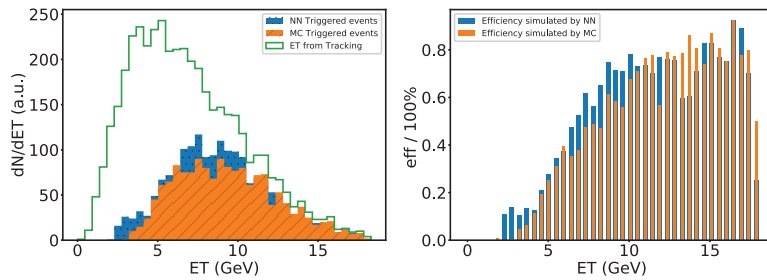 NN Triggered events
MC Triggered events
ET from Tracking
250
200
150
100
50
0
dN/dET (a.u.)
0 5 10 15
ET (GeV)
Efficiency simulated by NN
Efficiency simulated by MC
0.8
0.6
0.4
0.2
0.0
eff / 100%
0 5 10 15
ET (GeV)